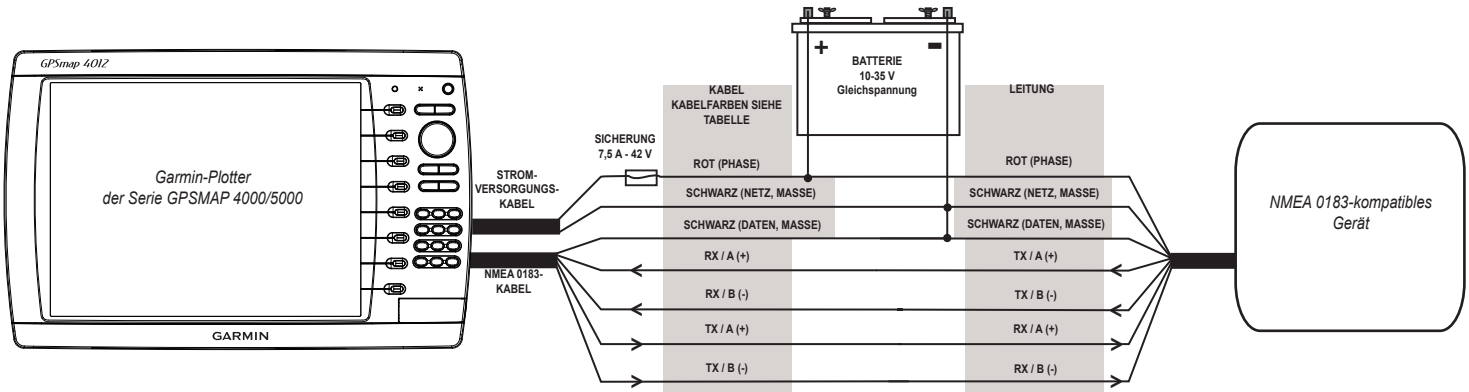 GPSmap 4012
Garmin-Plotter
der Serie GPSMAP 4000/5000
GARMIN
STROM-
VERSORGUNGS-
KABEL
NMEA 0183-
KABEL
SICHERUNG
7,5 A - 42 V
KABEL
KABELFARBEN SIEHE
TABELLE
ROT (PHASE)
SCHWARZ (NETZ, MASSE)
SCHWARZ (DATEN, MASSE)
RX / A (+)
RX / B (-)
TX / A (+)
TX / B (-)
+
-
BATTERIE
10-35 V
Gleichspannung
LEITUNG
ROT (PHASE)
SCHWARZ (NETZ, MASSE)
SCHWARZ (DATEN, MASSE)
TX / A (+)
TX / B (-)
RX / A (+)
RX / B (-)
NMEA 0183-kompatibles
Gerät